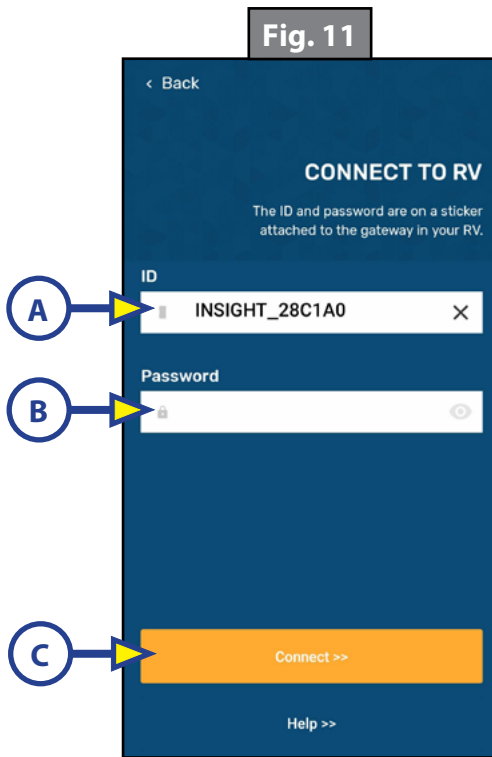 Fig. 11
< Back
CONNECT TO RV
The ID and password are on a sticker
attached to the gateway in your RV.
ID
A
INSIGHT_28C1A0 X
Password
B
C
Connect >>
Help >>